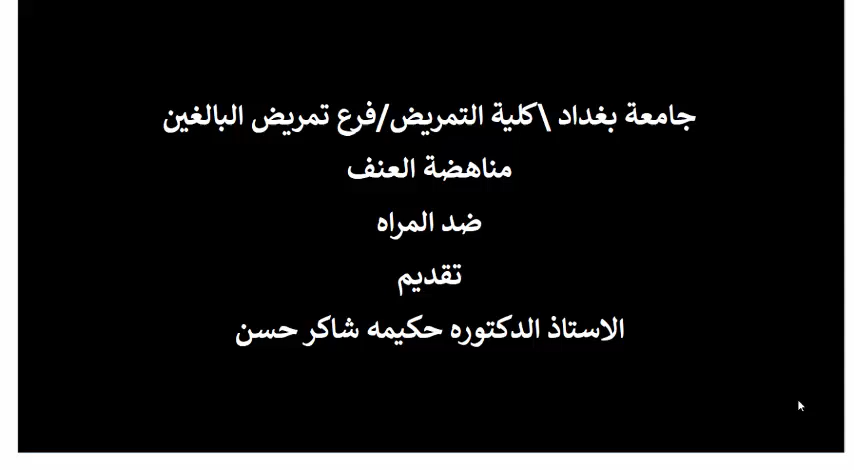 جامعة بغداد \كلية التمريض/فرع تمريض البالغين
مناهضة العنف
ضد المراه
تقديم
الاستاذ الدكتوره حكيمه شاكر حسن